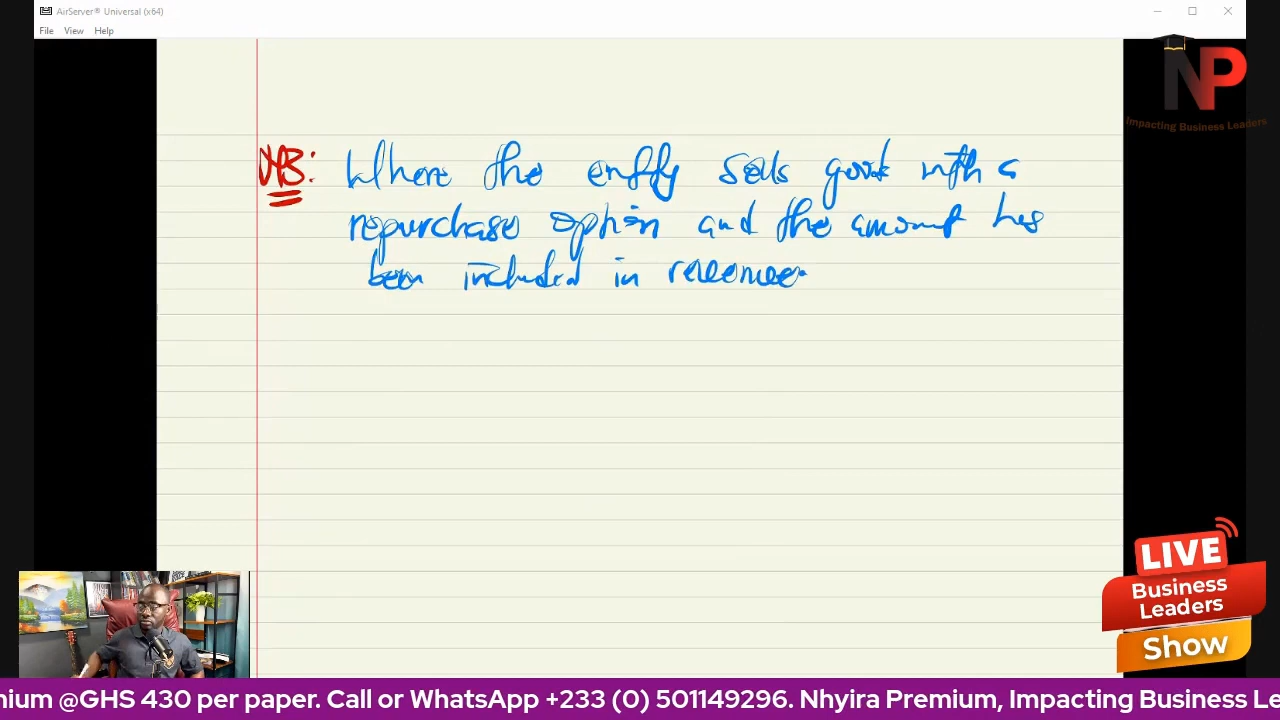 AirServer® Universal (x64)
File View Help
NP
Impacting Business Leaders
NB: Where the entity sells goods with a
repurchase option and the amount has
been included in revenue.
LIVE
Business
Leaders
Show
nium @GHS 430 per paper. Call or WhatsApp +233 (0) 501149296. Nhyira Premium, Impacting Business Le